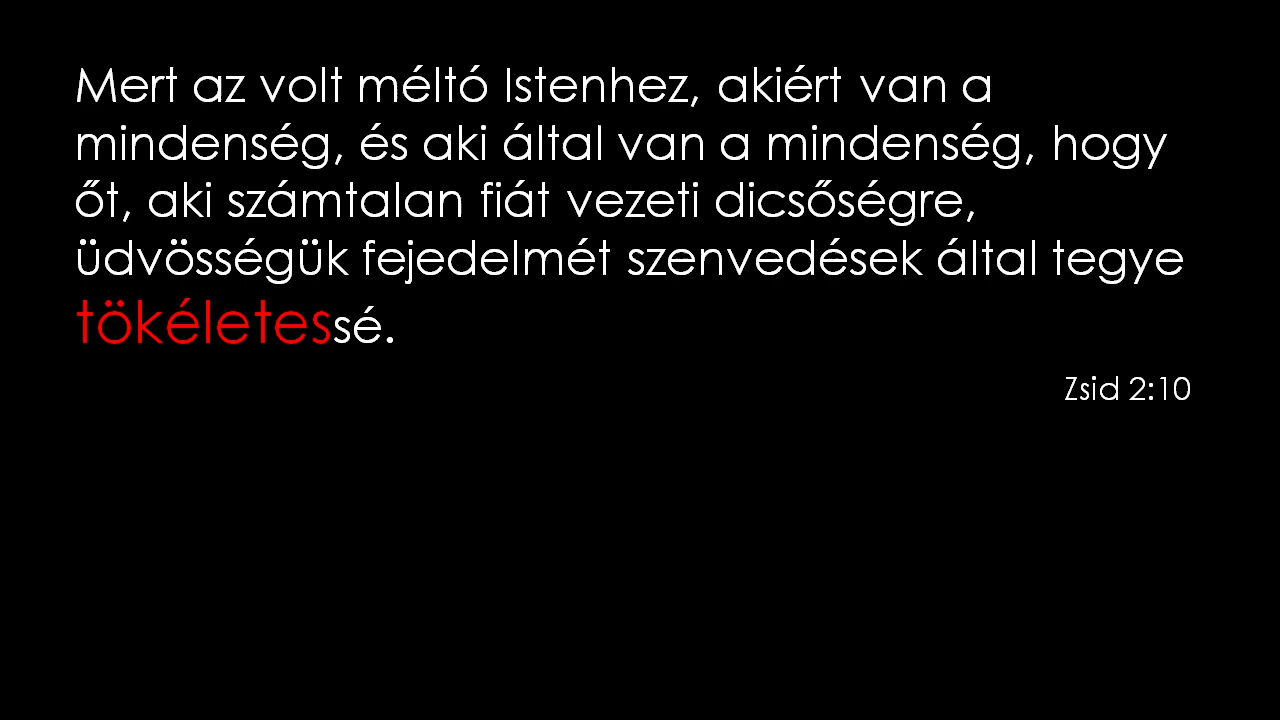 Mert az volt méltó Istenhez, akiért van a
mindenség, és aki által van a mindenség, hogy
őt, aki számtalan fiát vezeti dicsőségre,
üdvösségük fejedelmét szenvedések által tegye
tökéletessé.
Zsid 2:10